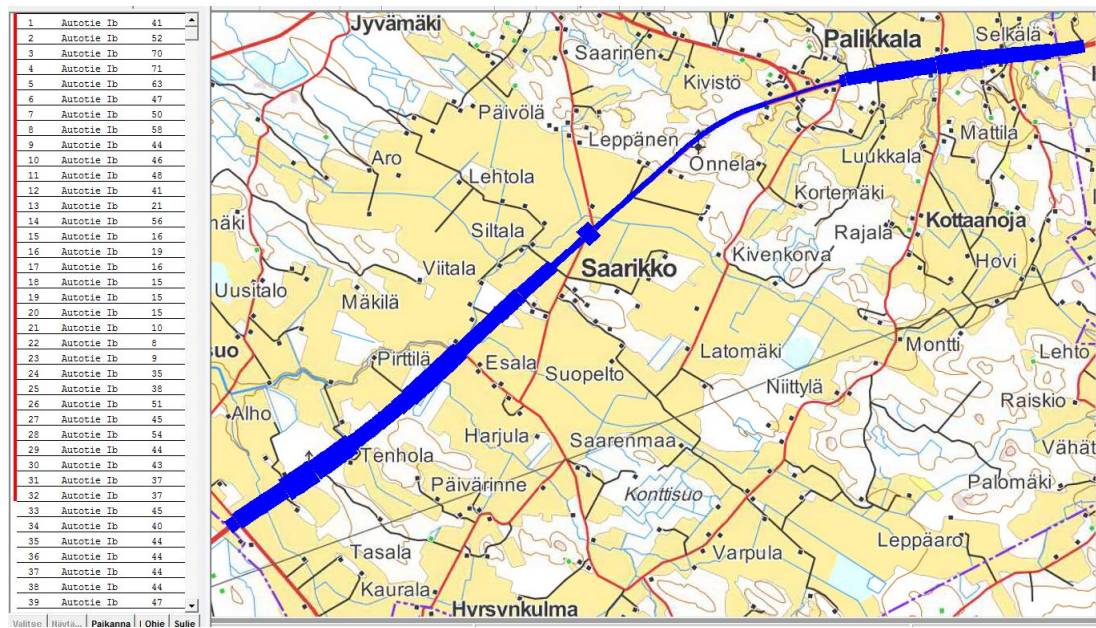 1 Autotie Ib 41
2 Autotie Ib 52
3 Autotie Ib 70
4 Autotie Ib 71
5 Autotie Ib 63
6 Autotie Ib 47
7 Autotie Ib 50
8 Autotie Ib 58
9 Autotie Ib 44
10 Autotie Ib 46
11 Autotie Ib 48
12 Autotie Ib 41
13 Autotie Ib 21
14 Autotie Ib 56
15 Autotie Ib 16
16 Autotie Ib 19
17 Autotie Ib 16
18 Autotie Ib 15
19 Autotie Ib 15
20 Autotie Ib 15
21 Autotie Ib 10
22 Autotie Ib 8
23 Autotie Ib 9
24 Autotie Ib 35
25 Autotie Ib 38
26 Autotie Ib 51
27 Autotie Ib 45
28 Autotie Ib 54
29 Autotie Ib 44
30 Autotie Ib 43
31 Autotie Ib 37
32 Autotie Ib 37
33 Autotie Ib 45
34 Autotie Ib 40
35 Autotie Ib 44
36 Autotie Ib 44
37 Autotie Ib 44
38 Autotie Ib 44
39 Autotie Ib 47
Valitse Näytä... Paikanna Ohje Sulje
Jyvämäki
Palikkala
Selkälä
Saarinen
Kivistö
Päivölä
Leppänen
Onnela
Mattila
Luukkala
Aro
Lehtola
Kortemäki
Siltala
Rajalä
Kottaanoja
mäki
Viitala
Saarikko
Kivenkorva
Hovi
Uusitalo
Mäkilä
suo
Pirttilä
Esala
Suopelto
Latomäki
Montti
Lehto
Niittylä
Raiskio
Alho
Harjula
Saarenmaa
Vähät
Tenhola
Päivärinne
Konttisuo
Palomäki
Tasala
Varpula
Leppäaro
Kaurala
Hyrsynkulma